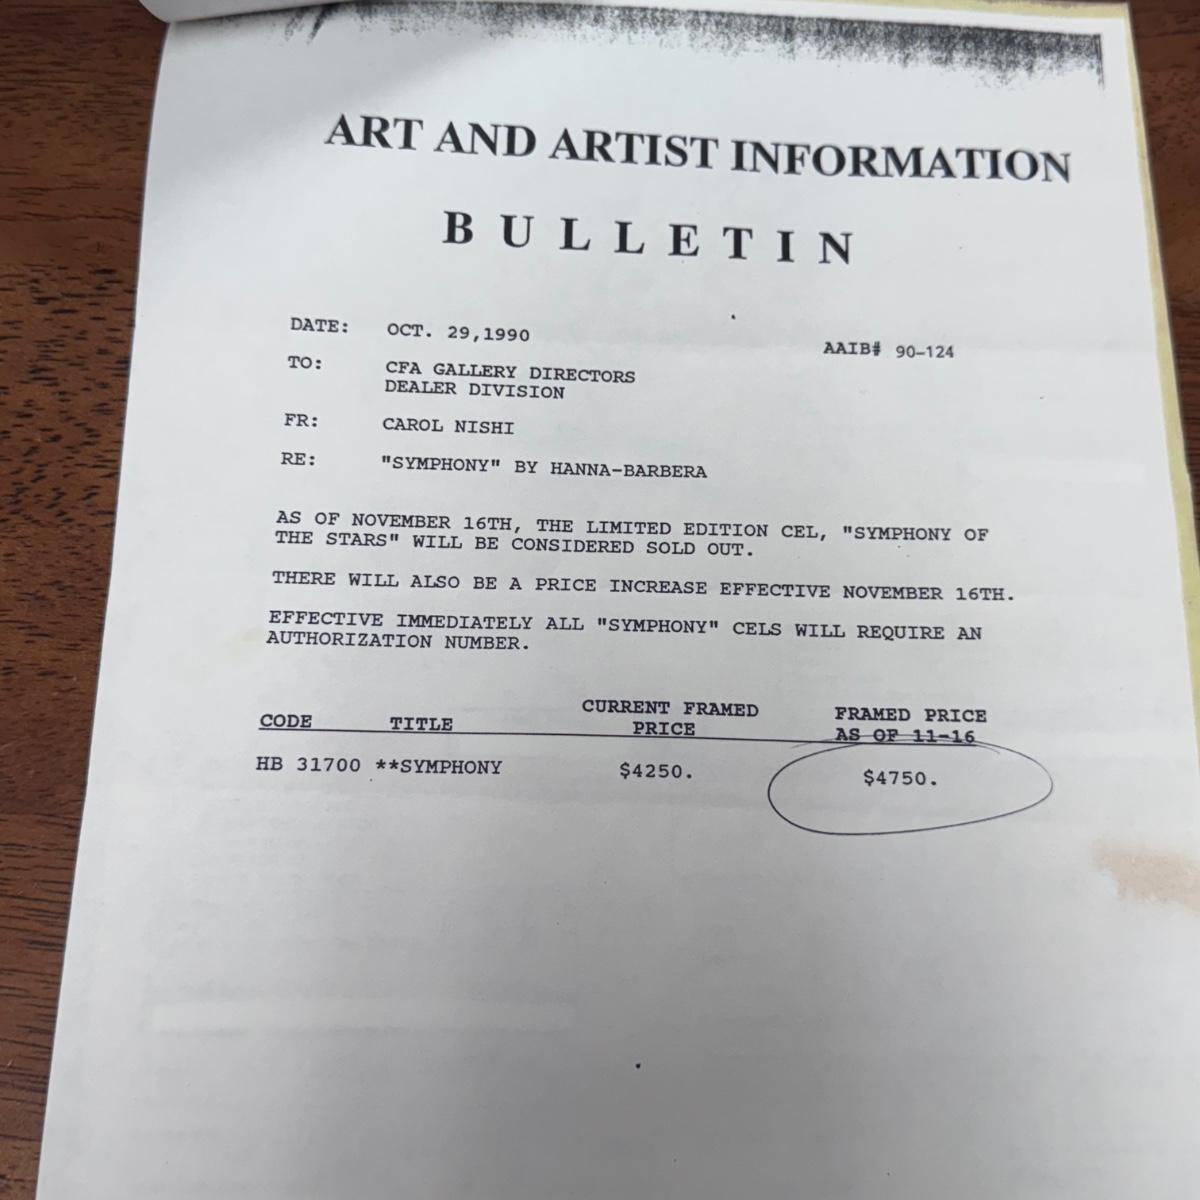 ART AND ARTIST INFORMATION
BULLETIN
DATE: OCT. 29,1990
AAIB# 90-124
TO: CFA GALLERY DIRECTORS
DEALER DIVISION
FR: CAROL NISHI
RE: "SYMPHONY" BY HANNA-BARBERA
AS OF NOVEMBER 16TH, THE LIMITED EDITION CEL, "SYMPHONY OF
THE STARS" WILL BE CONSIDERED SOLD OUT.
THERE WILL ALSO BE A PRICE INCREASE EFFECTIVE NOVEMBER 16TH.
EFFECTIVE IMMEDIATELY ALL "SYMPHONY" CELS WILL REQUIRE AN
AUTHORIZATION NUMBER.
CURRENT FRAMED FRAMED PRICE
CODE TITLE PRICE AS OF 11-16
HB 31700 **SYMPHONY $4250. $4750.